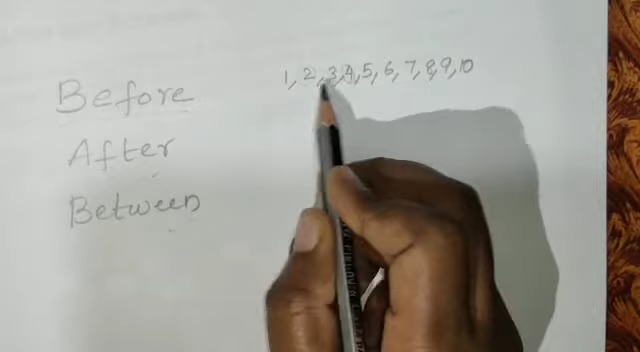 Before
1, 2, 3, 4, 5, 6, 7, 8, 9, 10
After
Between